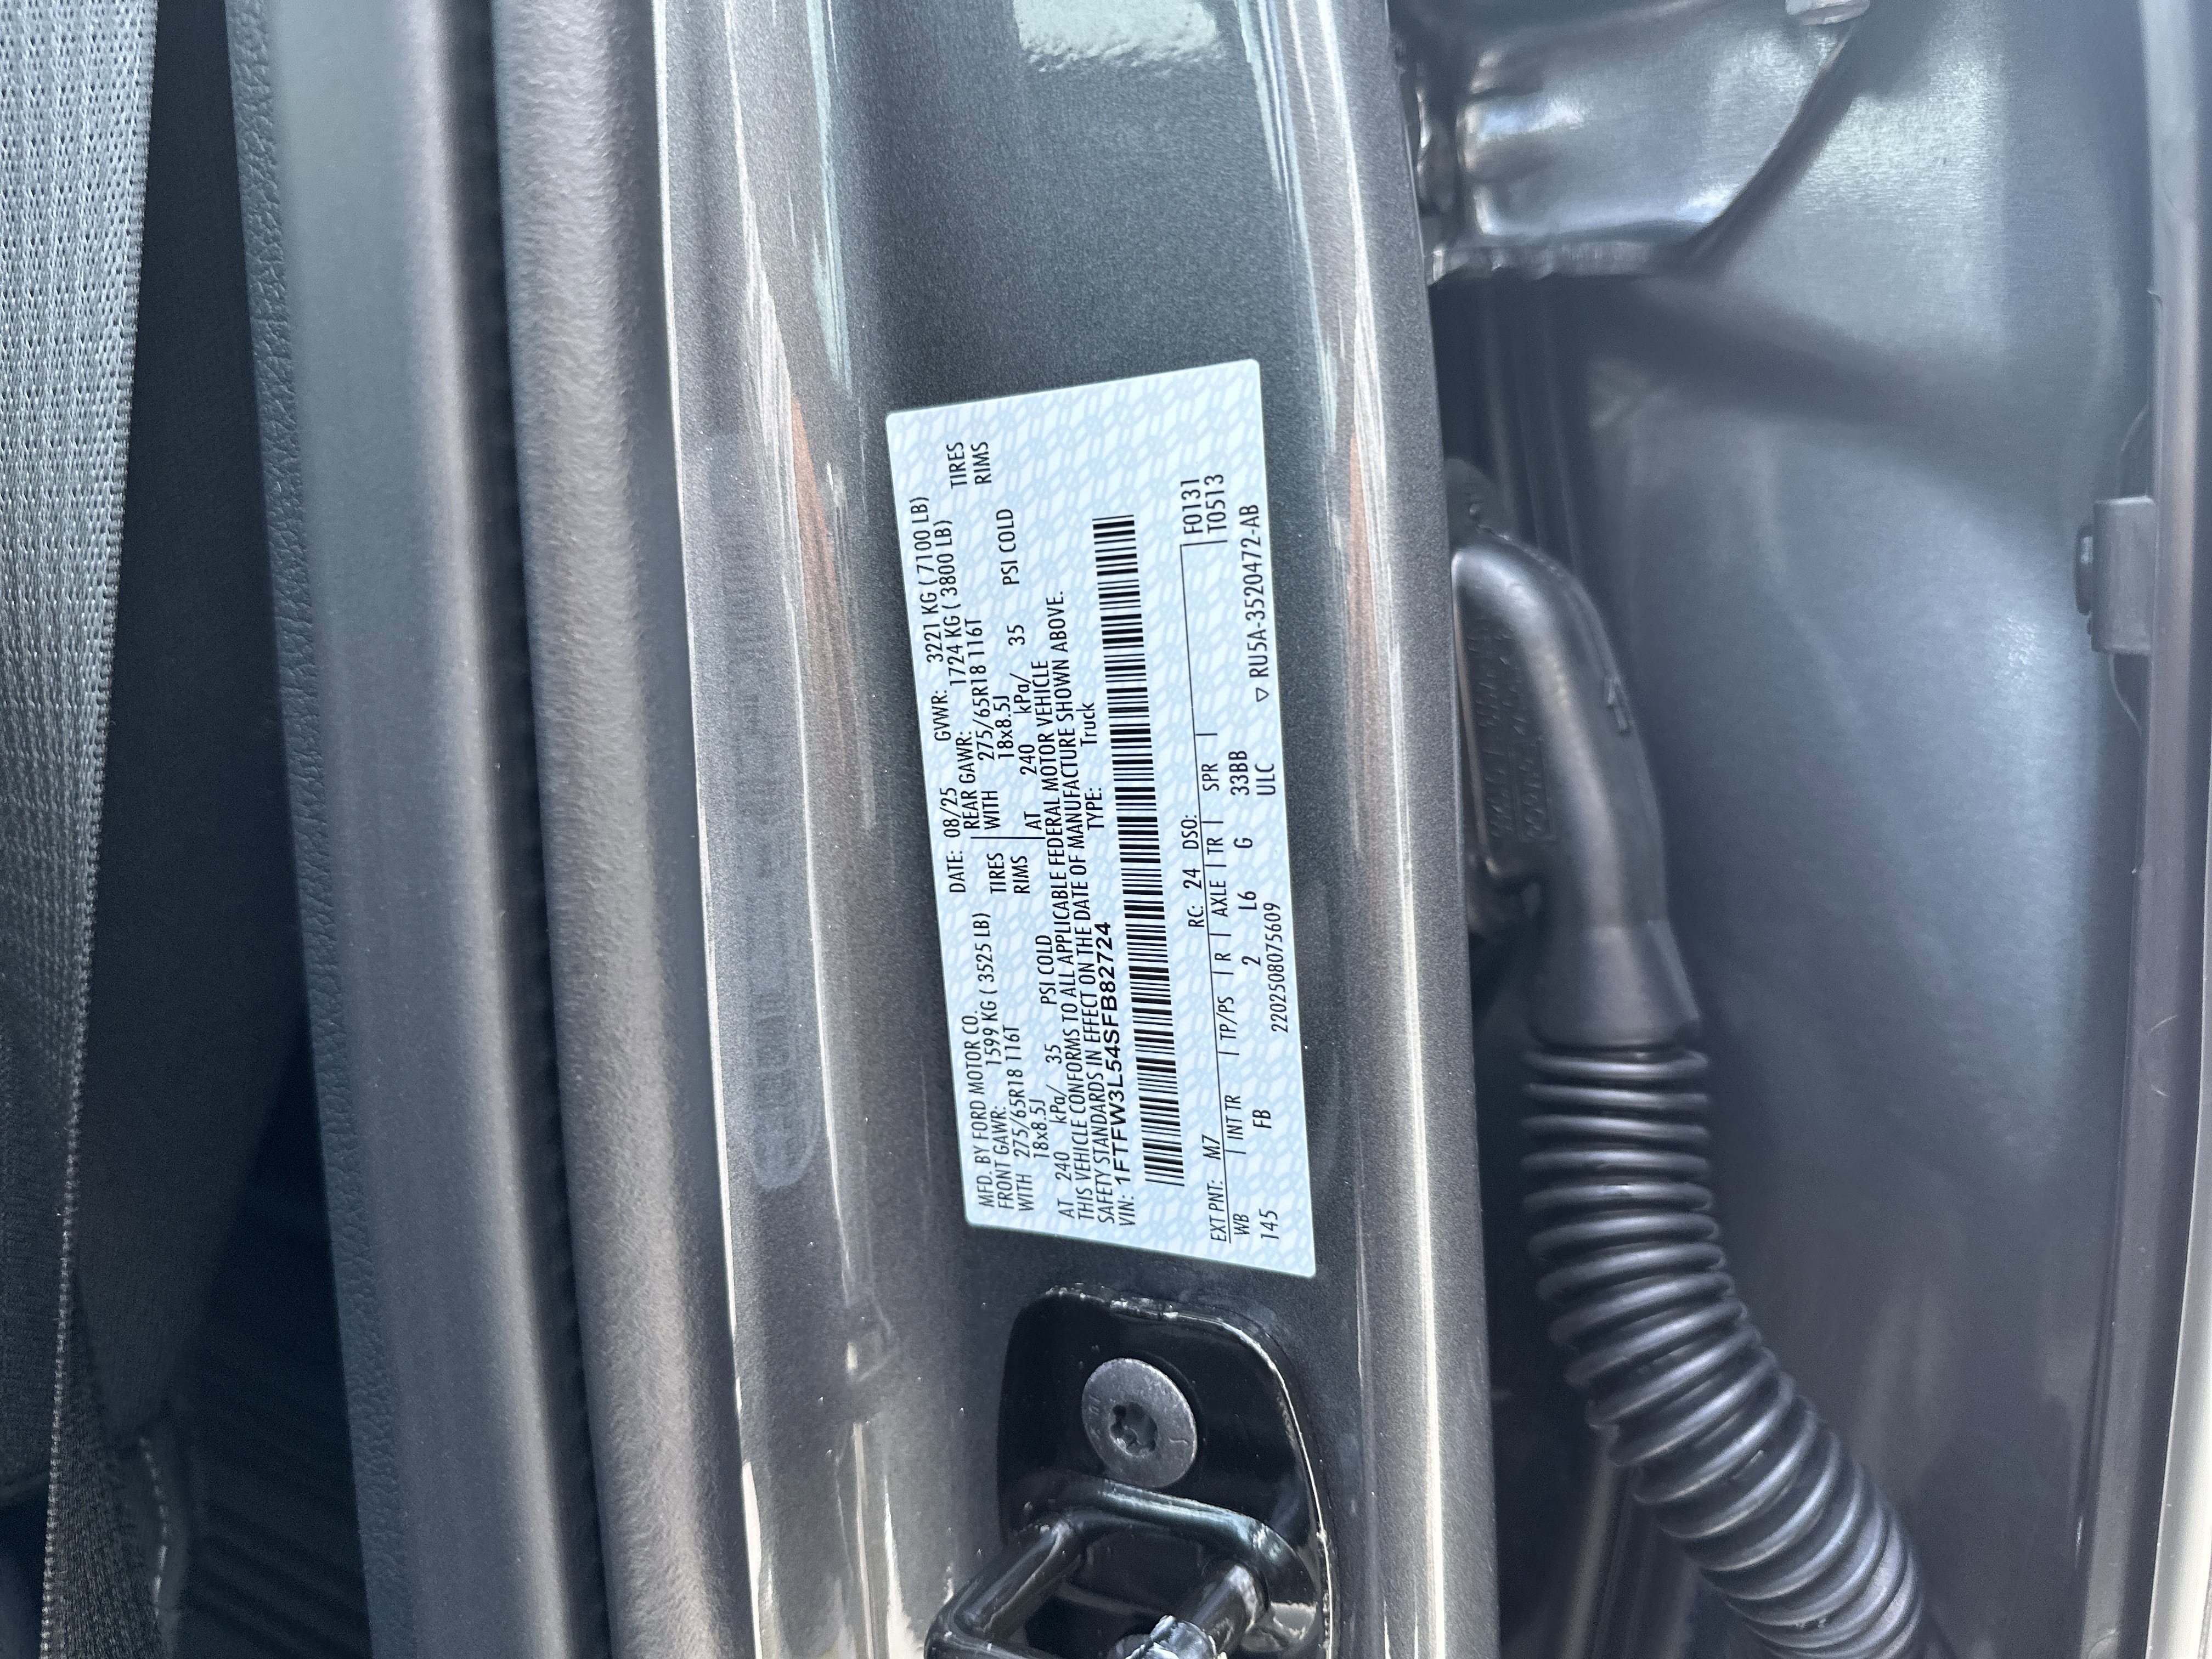 MFD. BY FORD MOTOR CO. DATE: 08/25 GVWR: 3221 KG ( 7100 LB)
FRONT GAWR: 1599 KG ( 3525 LB) REAR GAWR: 1724 KG ( 3800 LB)
WITH 275/65R18 116T TIRES WITH 275/65R18 116T TIRES
18x8.5J RIMS 18x8.5J RIMS
AT 240 kPa/ 35 PSI COLD AT 240 kPa/ 35 PSI COLD
THIS VEHICLE CONFORMS TO ALL APPLICABLE FEDERAL MOTOR VEHICLE
SAFETY STANDARDS IN EFFECT ON THE DATE OF MANUFACTURE SHOWN ABOVE.
VIN: 1FTFW3L54SFB82724 TYPE: Truck
EXT PNT: M7 RC: 24 DSO: F0131
WB | INT TR | TP/PS | R | AXLE | TR | SPR | T0513
145 FB 2 L6 G 33BB
2202508075609 ULC ▽ RU5A-3520472-AB